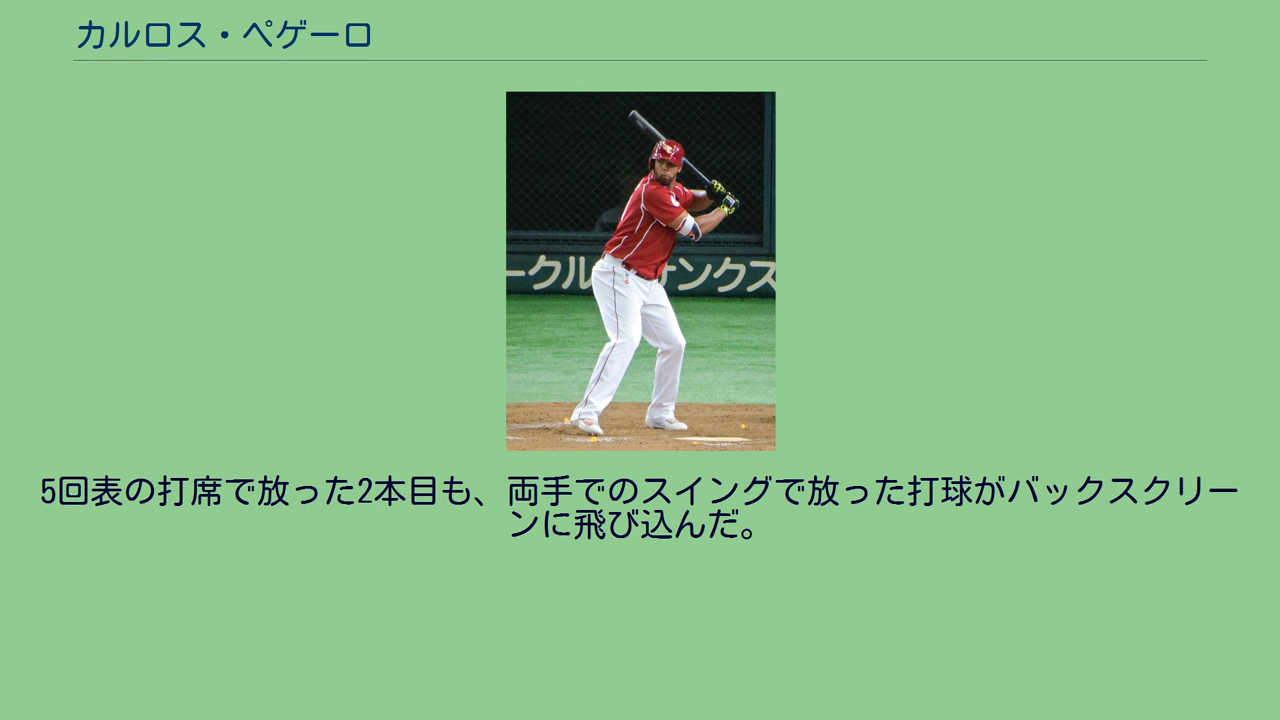 カルロス・ペゲーロ
ークル
ンクス
5回表の打席で放った2本目も、両手でのスイングで放った打球がバックスクリー
ンに飛び込んだ。